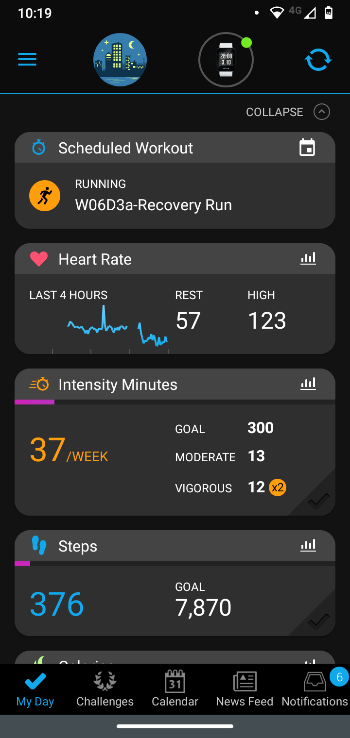 10:19
4G
COLLAPSE
Scheduled Workout
RUNNING
W06D3a-Recovery Run
Heart Rate
LAST 4 HOURS REST HIGH
57 123
Intensity Minutes
37/WEEK
GOAL 300
MODERATE 13
VIGOROUS 12 x2
Steps
376
GOAL
7,870
6
31
My Day Challenges Calendar News Feed Notifications